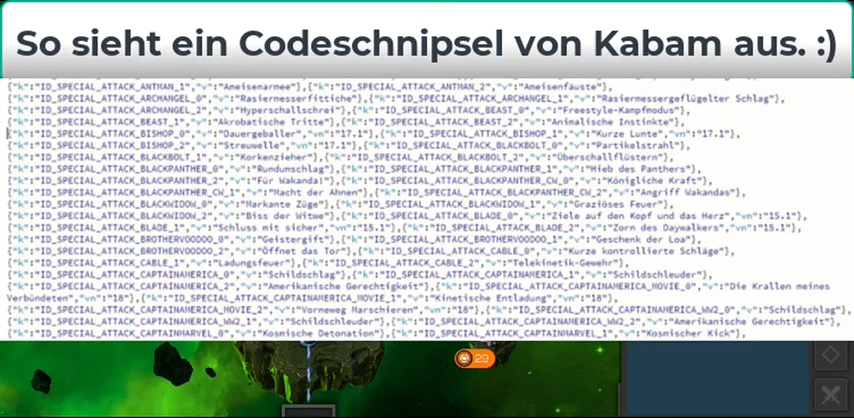 So sieht ein Codeschnipsel von Kabam aus. :)
{"k":"ID_SPECIAL_ATTACK_ANTMAN_1","v":"Ameisenarmee"},{"k":"ID_SPECIAL_ATTACK_ANTMAN_2","v":"Ameisenfäuste"},
{"k":"ID_SPECIAL_ATTACK_ARCHANGEL_0","v":"Rasiermesserfittiche"},{"k":"ID_SPECIAL_ATTACK_ARCHANGEL_1","v":"Rasiermessergeflügelter Schlag"},
{"k":"ID_SPECIAL_ATTACK_ARCHANGEL_2","v":"Hyperschallschrei"},{"k":"ID_SPECIAL_ATTACK_BEAST_0","v":"Freestyle-Kampfmodus"},
{"k":"ID_SPECIAL_ATTACK_BEAST_1","v":"Akrobatische Tritte"},{"k":"ID_SPECIAL_ATTACK_BEAST_2","v":"Animalische Instinkte"},
{"k":"ID_SPECIAL_ATTACK_BISHOP_0","v":"Dauergeballer","vn":"17.1"},{"k":"ID_SPECIAL_ATTACK_BISHOP_1","v":"Kurze Lunte","vn":"17.1"},
{"k":"ID_SPECIAL_ATTACK_BISHOP_2","v":"Streuwelle","vn":"17.1"},{"k":"ID_SPECIAL_ATTACK_BLACKBOLT_0","v":"Partikelstrahl"},
{"k":"ID_SPECIAL_ATTACK_BLACKBOLT_1","v":"Korkenzieher"},{"k":"ID_SPECIAL_ATTACK_BLACKBOLT_2","v":"Überschallflüstern"},
{"k":"ID_SPECIAL_ATTACK_BLACKPANTHER_0","v":"Rundumschlag"},{"k":"ID_SPECIAL_ATTACK_BLACKPANTHER_1","v":"Hieb des Panthers"},
{"k":"ID_SPECIAL_ATTACK_BLACKPANTHER_2","v":"Für Wakanda!"},{"k":"ID_SPECIAL_ATTACK_BLACKPANTHER_CW_0","v":"Königliche Kraft"},
{"k":"ID_SPECIAL_ATTACK_BLACKPANTHER_CW_1","v":"Macht der Ahnen"},{"k":"ID_SPECIAL_ATTACK_BLACKPANTHER_CW_2","v":"Angriff Wakandas"},
{"k":"ID_SPECIAL_ATTACK_BLACKWIDOW_0","v":"Markante Züge"},{"k":"ID_SPECIAL_ATTACK_BLACKWIDOW_1","v":"Graziöses Feuer"},
{"k":"ID_SPECIAL_ATTACK_BLACKWIDOW_2","v":"Biss der Witwe"},{"k":"ID_SPECIAL_ATTACK_BLADE_0","v":"Ziele auf den Kopf und das Herz","vn":"15.1"},
{"k":"ID_SPECIAL_ATTACK_BLADE_1","v":"Schluss mit sicher","vn":"15.1"},{"k":"ID_SPECIAL_ATTACK_BLADE_2","v":"Zorn des Daywalkers","vn":"15.1"},
{"k":"ID_SPECIAL_ATTACK_BROTHERVOODOO_0","v":"Geistergift"},{"k":"ID_SPECIAL_ATTACK_BROTHERVOODOO_1","v":"Geschenk der Loa"},
{"k":"ID_SPECIAL_ATTACK_BROTHERVOODOO_2","v":"Öffnet das Tor"},{"k":"ID_SPECIAL_ATTACK_CABLE_0","v":"Kurze kontrollierte Schläge"},
{"k":"ID_SPECIAL_ATTACK_CABLE_1","v":"Ladungsfeuer"},{"k":"ID_SPECIAL_ATTACK_CABLE_2","v":"Telekinetik-Gewehr"},
{"k":"ID_SPECIAL_ATTACK_CAPTAINAMERICA_0","v":"Schildschlag"},{"k":"ID_SPECIAL_ATTACK_CAPTAINAMERICA_1","v":"Schildschleuder"},
{"k":"ID_SPECIAL_ATTACK_CAPTAINAMERICA_2","v":"Amerikanische Gerechtigkeit"},{"k":"ID_SPECIAL_ATTACK_CAPTAINAMERICA_MOVIE_0","v":"Die Krallen meines
Verbündeten","vn":"18"},{"k":"ID_SPECIAL_ATTACK_CAPTAINAMERICA_MOVIE_1","v":"Kinetische Entladung","vn":"18"},
{"k":"ID_SPECIAL_ATTACK_CAPTAINAMERICA_MOVIE_2","v":"Vorneweg Marschieren","vn":"18"},{"k":"ID_SPECIAL_ATTACK_CAPTAINAMERICA_WW2_0","v":"Schildschlag"},
{"k":"ID_SPECIAL_ATTACK_CAPTAINAMERICA_WW2_1","v":"Schildschleuder"},{"k":"ID_SPECIAL_ATTACK_CAPTAINAMERICA_WW2_2","v":"Amerikanische Gerechtigkeit"},
{"k":"ID_SPECIAL_ATTACK_CAPTAINMARVEL_0","v":"Kosmische Detonation"},{"k":"ID_SPECIAL_ATTACK_CAPTAINMARVEL_1","v":"Kosmischer Kick"},
23